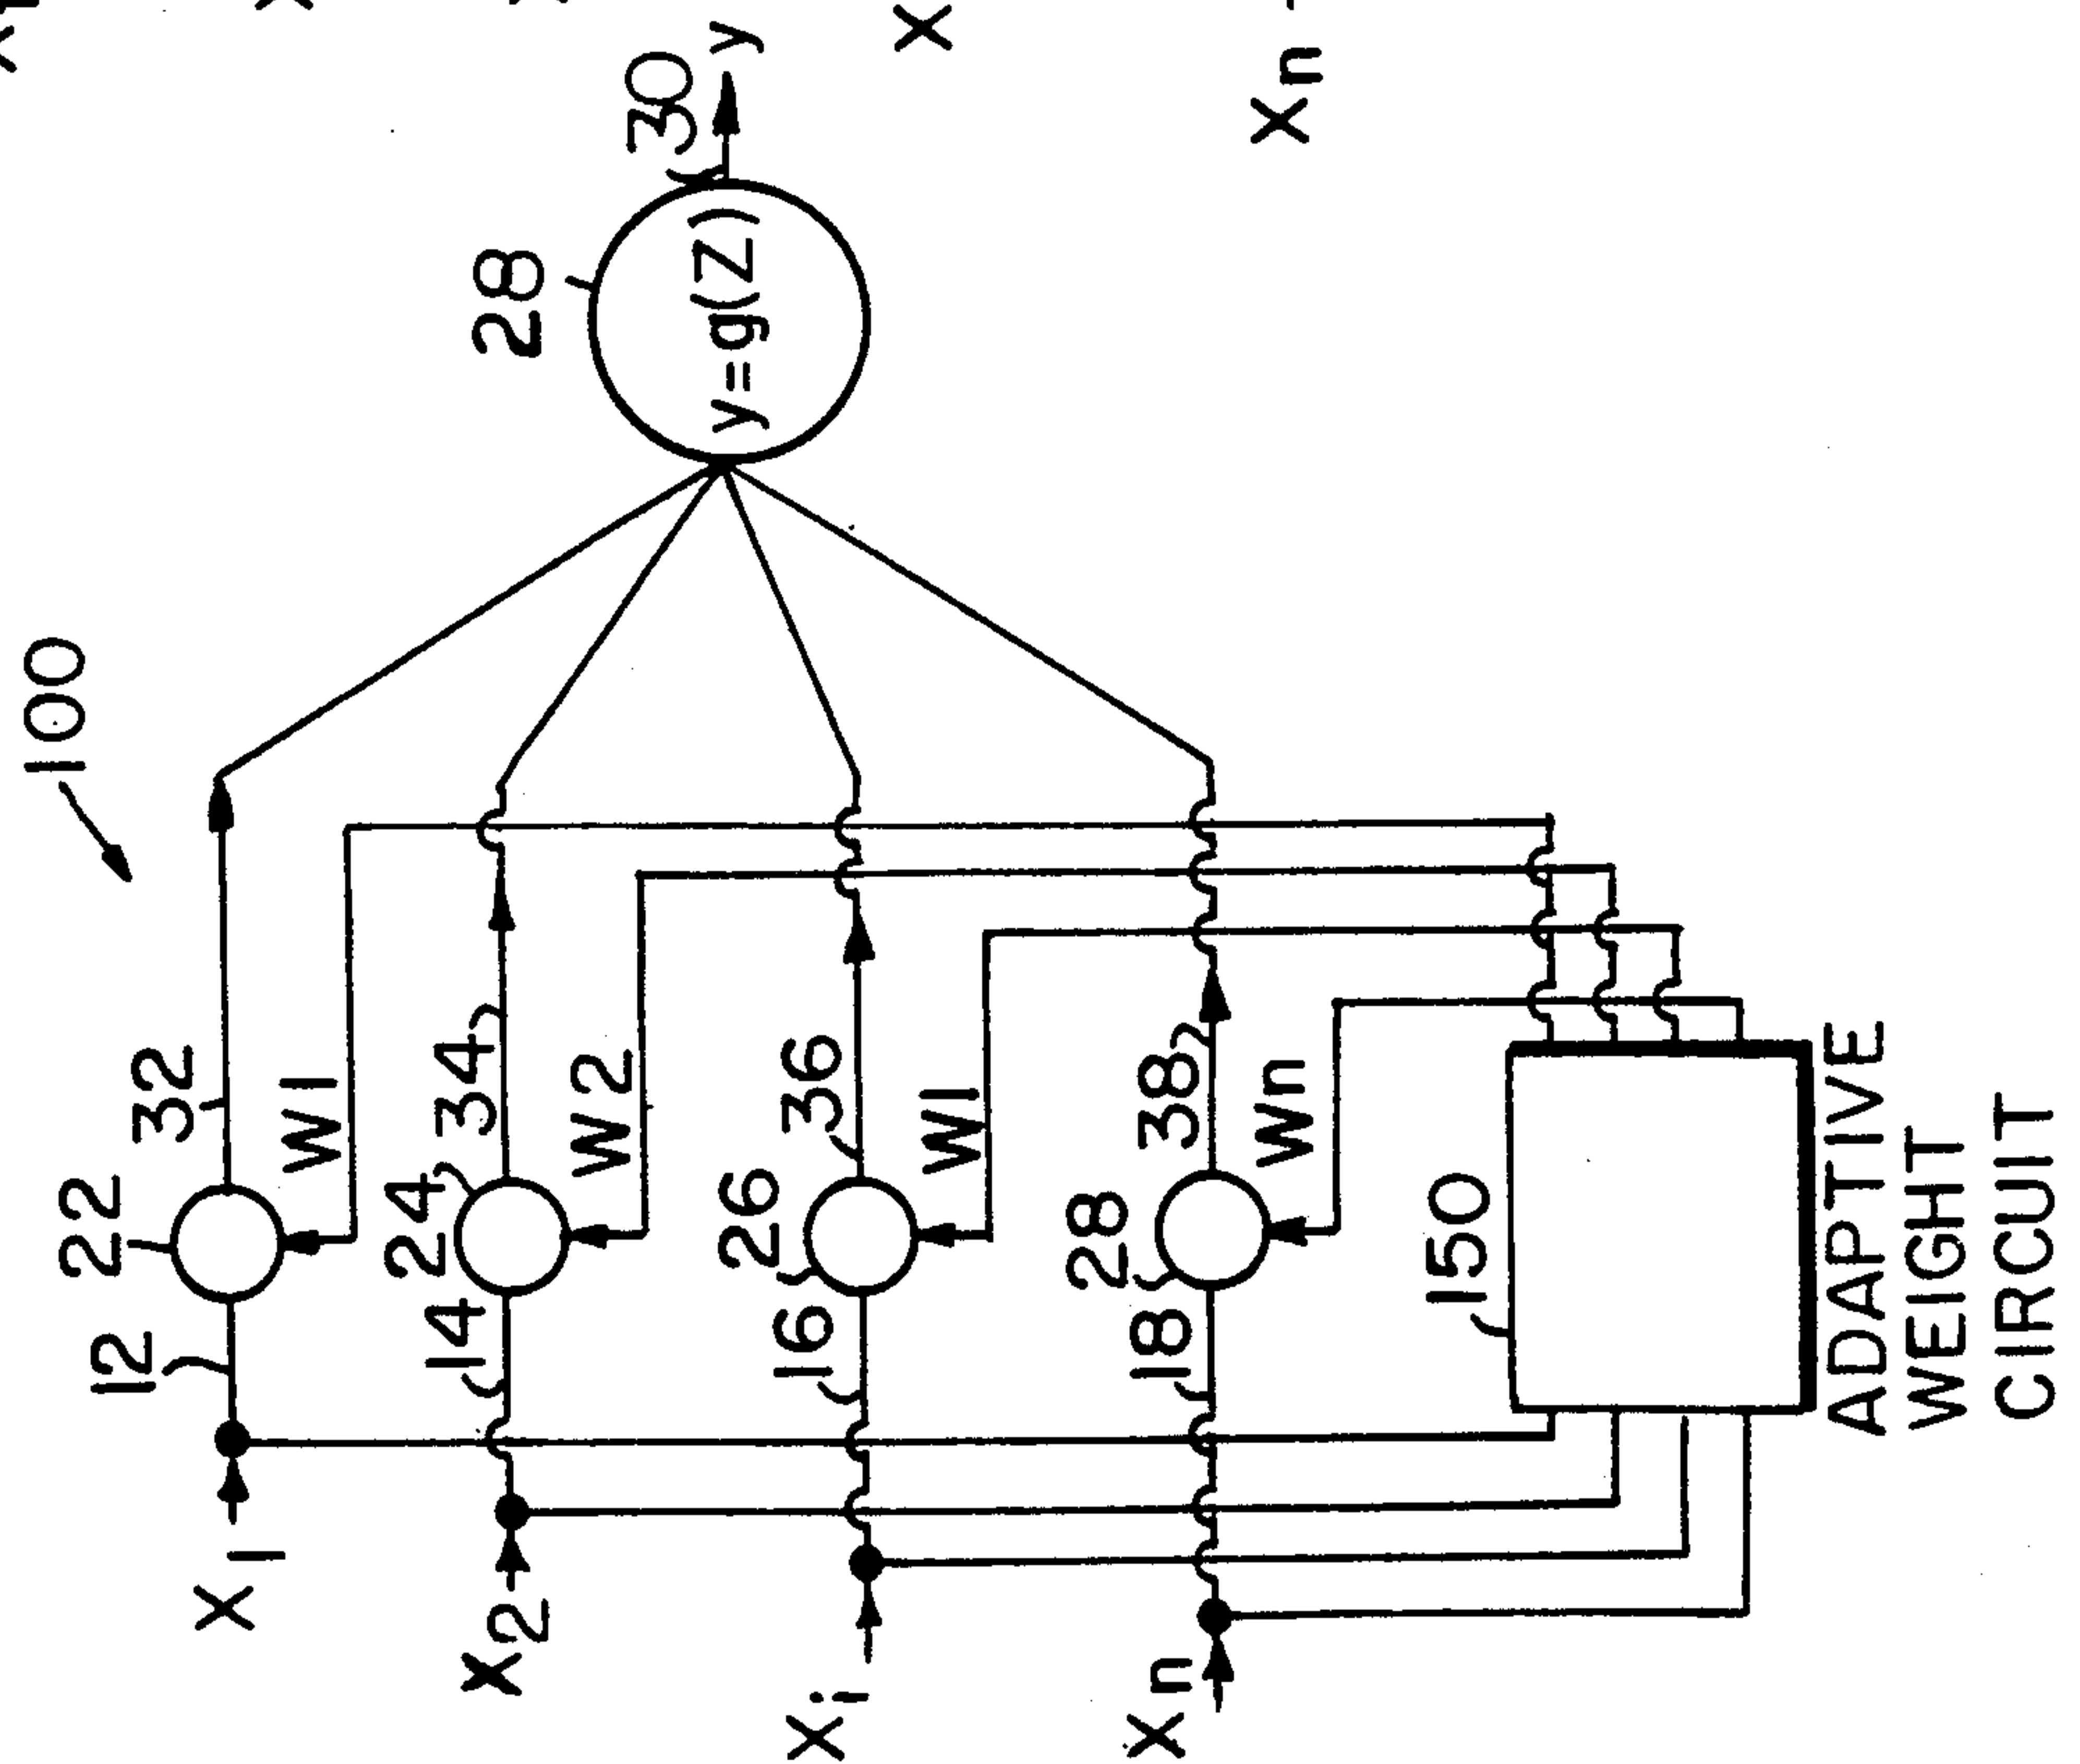 100
X1
12
22
32
W1
X2
14
24
34
W2
Xi
16
26
36
W1
Xn
18
28
38
Wn
28
y=g(Z)
30
y
150
ADAPTIVE
WEIGHT
CIRCUIT
X
Xn